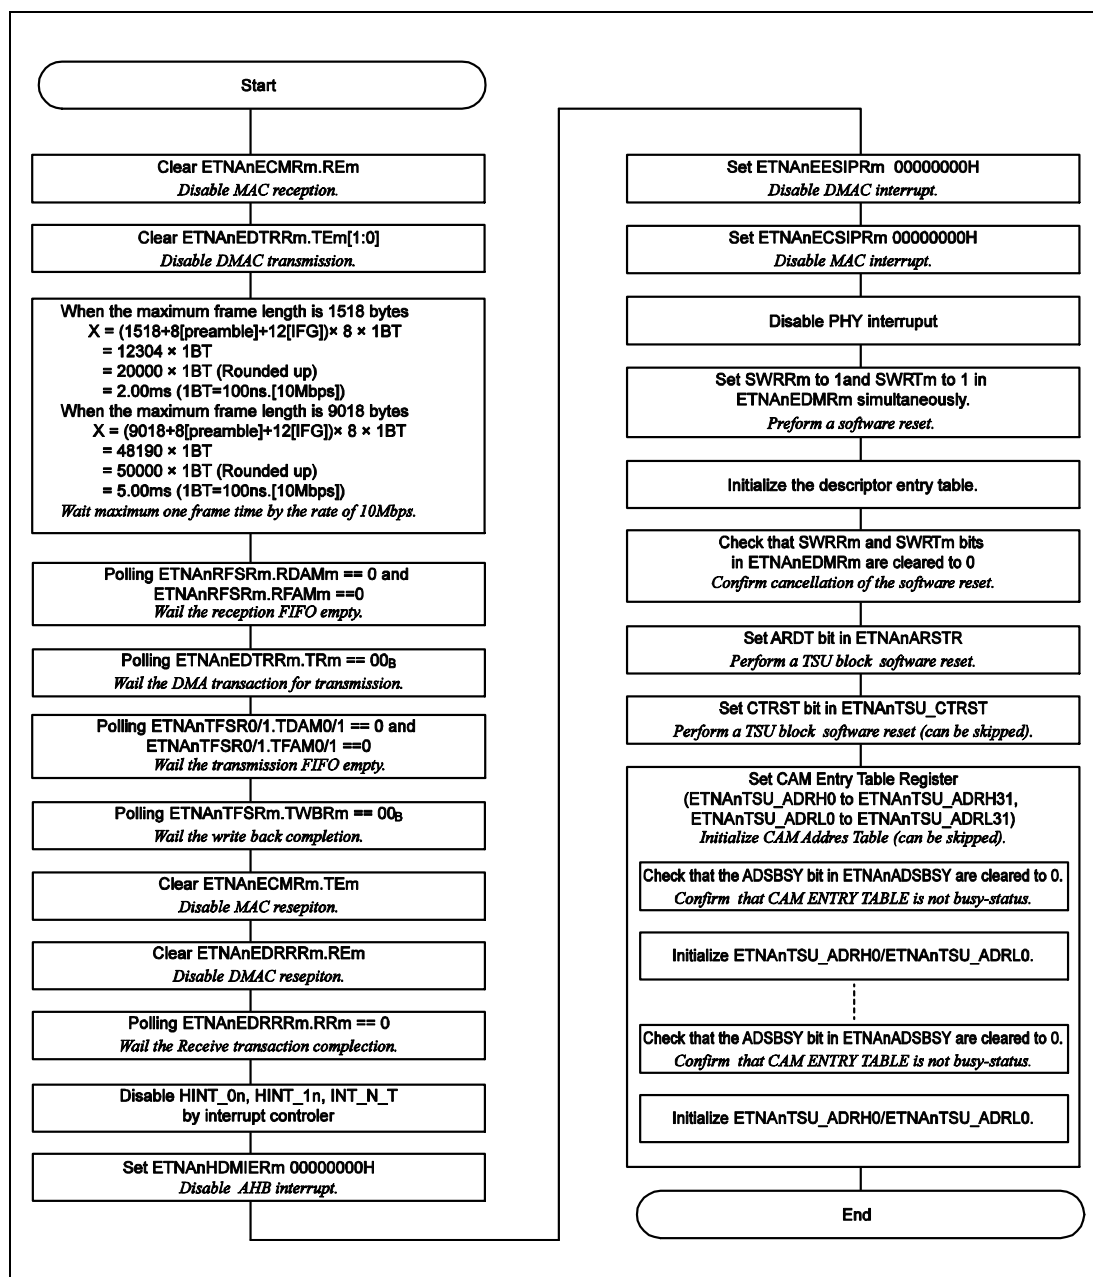 Start
Clear ETNAnECMRm.REm
Disable MAC reception.
Clear ETNAnEDTRRm.TEm[1:0]
Disable DMAC transmission.
When the maximum frame length is 1518 bytes
X = (1518+8[preamble]+12[IFG])× 8 × 1BT
= 12304 × 1BT
= 20000 × 1BT (Rounded up)
= 2.00ms (1BT=100ns.[10Mbps])
When the maximum frame length is 9018 bytes
X = (9018+8[preamble]+12[IFG])× 8 × 1BT
= 48190 × 1BT
= 50000 × 1BT (Rounded up)
= 5.00ms (1BT=100ns.[10Mbps])
Wait maximum one frame time by the rate of 10Mbps.
Polling ETNAnRFSRm.RDAMm == 0 and
ETNAnRFSRm.RFAMm ==0
Wail the reception FIFO empty.
Polling ETNAnEDTRRm.TRm == 00B
Wail the DMA transaction for transmission.
Polling ETNAnTFSR0/1.TDAM0/1 == 0 and
ETNAnTFSR0/1.TFAM0/1 ==0
Wail the transmission FIFO empty.
Polling ETNAnTFSRm.TWBRm == 00B
Wail the write back completion.
Clear ETNAnECMRm.TEm
Disable MAC resepiton.
Clear ETNAnEDRRRm.REm
Disable DMAC resepiton.
Polling ETNAnEDRRRm.RRm == 0
Wail the Receive transaction complection.
Disable HINT_0n, HINT_1n, INT_N_T
by interrupt controler
Set ETNAnHDMIERm 00000000H
Disable AHB interrupt.
Set ETNAnEESIPRm 00000000H
Disable DMAC interrupt.
Set ETNAnECSIPRm 00000000H
Disable MAC interrupt.
Disable PHY interruput
Set SWRRm to 1and SWRTm to 1 in
ETNAnEDMRm simultaneously.
Preform a software reset.
Initialize the descriptor entry table.
Check that SWRRm and SWRTm bits
in ETNAnEDMRm are cleared to 0
Confirm cancellation of the software reset.
Set ARDT bit in ETNAnARSTR
Perform a TSU block software reset.
Set CTRST bit in ETNAnTSU_CTRST
Perform a TSU block software reset (can be skipped).
Set CAM Entry Table Register
(ETNAnTSU_ADRH0 to ETNAnTSU_ADRH31,
ETNAnTSU_ADRL0 to ETNAnTSU_ADRL31)
Initialize CAM Addres Table (can be skipped).
Check that the ADSBSY bit in ETNAnADSBSY are cleared to 0.
Confirm that CAM ENTRY TABLE is not busy-status.
Initialize ETNAnTSU_ADRH0/ETNAnTSU_ADRL0.
Check that the ADSBSY bit in ETNAnADSBSY are cleared to 0.
Confirm that CAM ENTRY TABLE is not busy-status.
Initialize ETNAnTSU_ADRH0/ETNAnTSU_ADRL0.
End